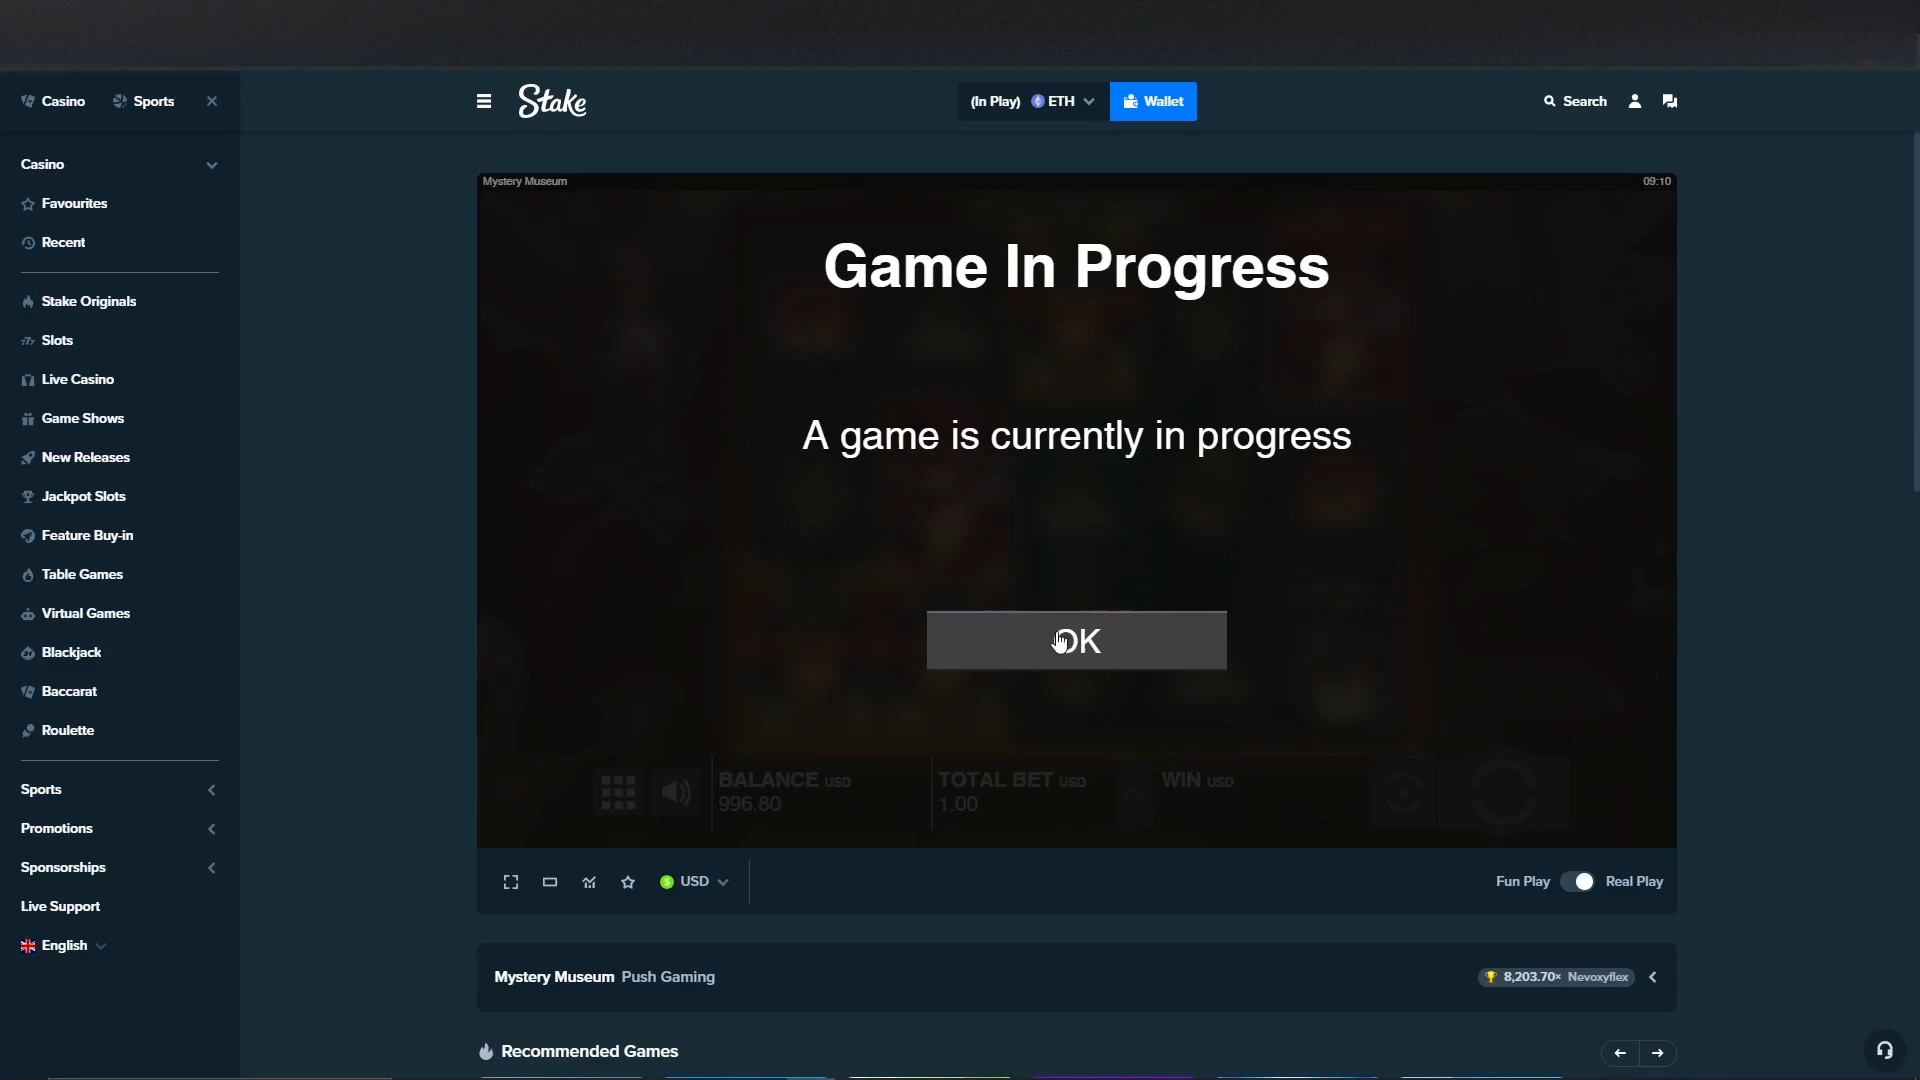 Casino
Sports
Stake
(In Play) ETH
Wallet
Search
Casino
Favourites
Recent
Stake Originals
Slots
Live Casino
Game Shows
New Releases
Jackpot Slots
Feature Buy-in
Table Games
Virtual Games
Blackjack
Baccarat
Roulette
Sports
Promotions
Sponsorships
Live Support
English
Mystery Museum
09:10
Game In Progress
A game is currently in progress
OK
BALANCE USD
996.80
TOTAL BET USD
1.00
WIN USD
USD
Fun Play
Real Play
Mystery Museum Push Gaming
8,203.70× Nevoxyflex
Recommended Games